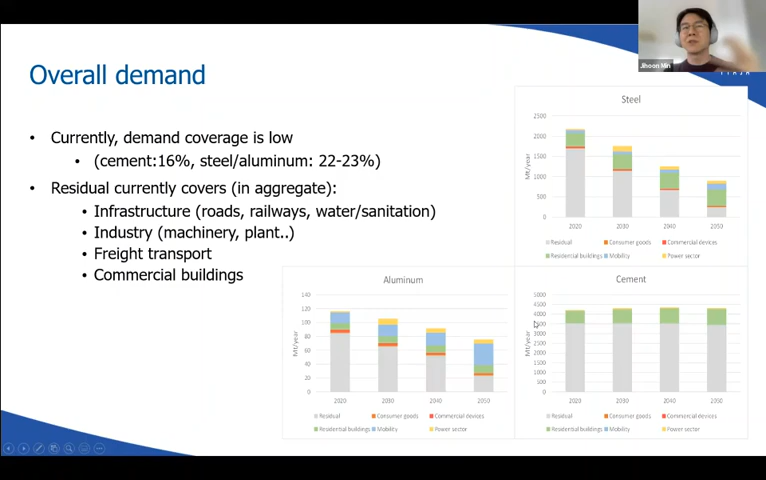 Jihoon Min
Overall demand
• Currently, demand coverage is low
• (cement:16%, steel/aluminum: 22-23%)
• Residual currently covers (in aggregate):
• Infrastructure (roads, railways, water/sanitation)
• Industry (machinery, plant..)
• Freight transport
• Commercial buildings
Steel
Mt/year
2500
2000
1500
1000
500
0
2020 2030 2040 2050
Residual Consumer goods Commercial devices
Residential buildings Mobility Power sector
Aluminum
Mt/year
140
120
100
80
60
40
20
0
2020 2030 2040 2050
Residual Consumer goods Commercial devices
Residential buildings Mobility Power sector
Cement
Mt/year
5000
4500
4000
3500
3000
2500
2000
1500
1000
500
0
2020 2030 2040 2050
Residual Consumer goods Commercial devices
Residential buildings Mobility Power sector